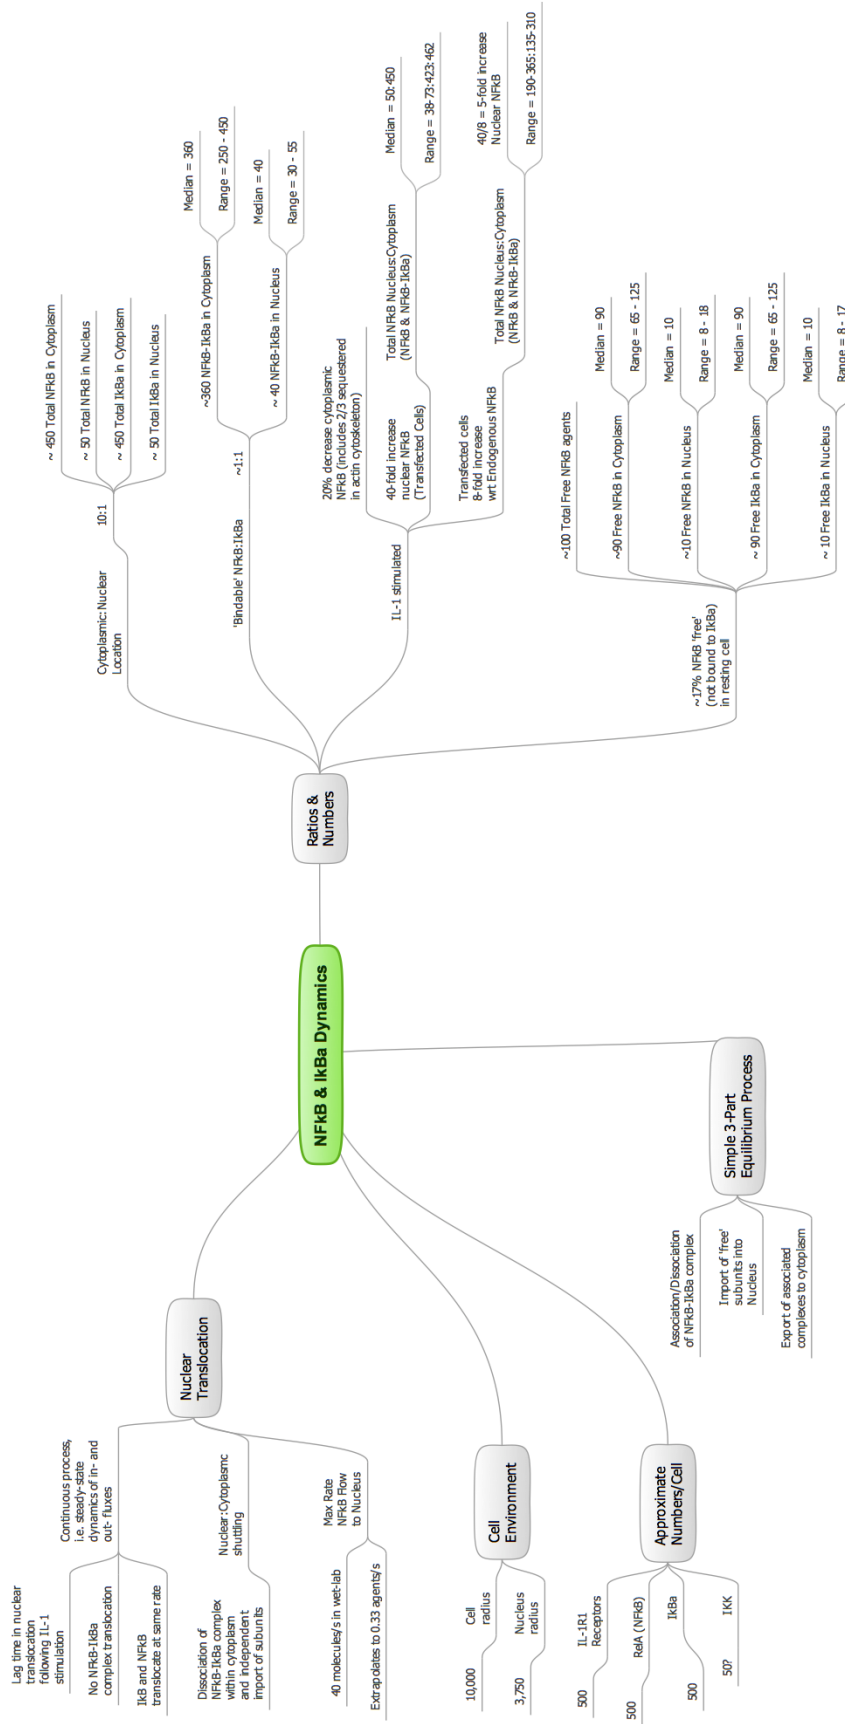 NFkB & IkBa Dynamics
Nuclear
Translocation
Continuous process,
i.e. steady-state
dynamics of in- and
out- fluxes
Lag time in nuclear
translocation
following IL-1
stimulation
No NFkB-IkBa
complex translocation
IkB and NFkB
translocate at same rate
Nuclear:Cytoplasmc
shuttling
Dissociation of
NFkB-IkBa complex
within cytoplasm
and independent
import of subunits
Max Rate
NFkB Flow
to Nucleus
40 molecules/s in wet-lab
Extrapolates to 0.33 agents/s
Cell
Environment
Cell
radius
10,000
Nucleus
radius
3,750
Approximate
Numbers/Cell
IL-1R1
Receptors
500
RelA (NFkB)
500
IkBa
500
IKK
50?
Simple 3-Part
Equilibrium Process
Association/Dissociation
of NFkB-IkBa complex
Import of 'free'
subunits into
Nucleus
Export of associated
complexes to cytoplasm
Ratios &
Numbers
Cytoplasmic:Nuclear
Location
10:1
~ 450 Total NFkB in Cytoplasm
~ 50 Total NFkB in Nucleus
~ 450 Total IkBa in Cytoplasm
~ 50 Total IkBa in Nucleus
'Bindable' NFkB:IkBa
~1:1
~360 NFkB-IkBa in Cytoplasm
Median = 360
Range = 250 - 450
~ 40 NFkB-IkBa in Nucleus
Median = 40
Range = 30 - 55
IL-1 stimulated
20% decrease cytoplasmic
NFkB (includes 2/3 sequestered
in actin cytoskeleton)
40-fold increase
nuclear NFkB
(Transfected Cells)
Total NFkB Nucleus:Cytoplasm
(NFkB & NFkB-IkBa)
Median = 50:450
Range = 38-73:423:462
Transfected cells
8-fold increase
wrt Endogenous NFkB
Total NFkB Nucleus:Cytoplasm
(NFkB & NFkB-IkBa)
40/8 = 5-fold increase
Nuclear NFkB
Range = 190-365:135-310
~17% NFkB 'free'
(not bound to IkBa)
in resting cell
~100 Total Free NFkB agents
~90 Free NFkB in Cytoplasm
Median = 90
Range = 65 - 125
~10 Free NFkB in Nucleus
Median = 10
Range = 8 - 18
~ 90 Free IkBa in Cytoplasm
Median = 90
Range = 65 - 125
~ 10 Free IkBa in Nucleus
Median = 10
Range = 8 - 17